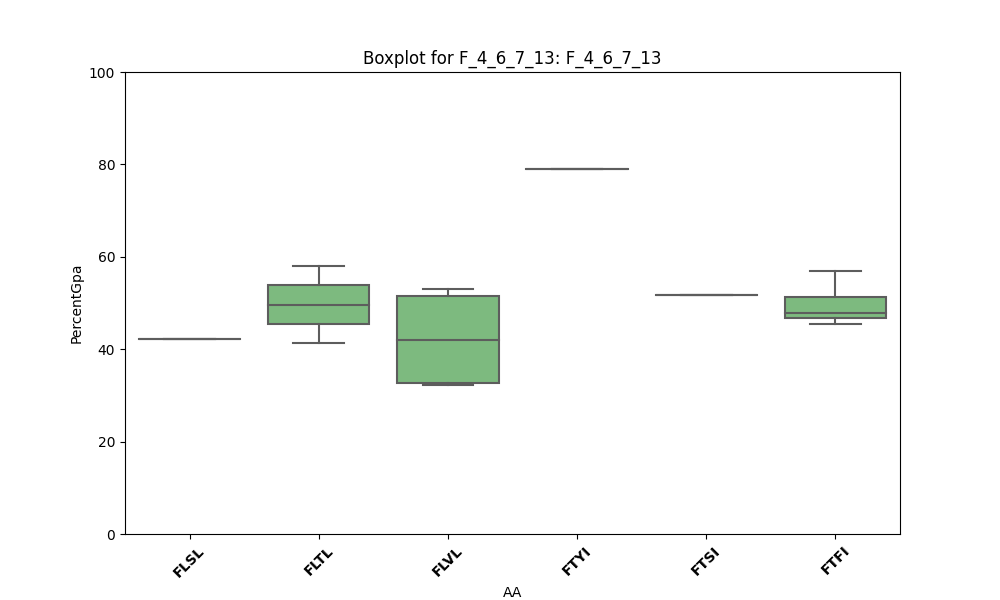 Boxplot for F_4_6_7_13: F_4_6_7_13
100
80
60
40
20
0
PercentGpa
FLSL
FLTL
FLVL
FTYI
FTSI
FTFI
AA